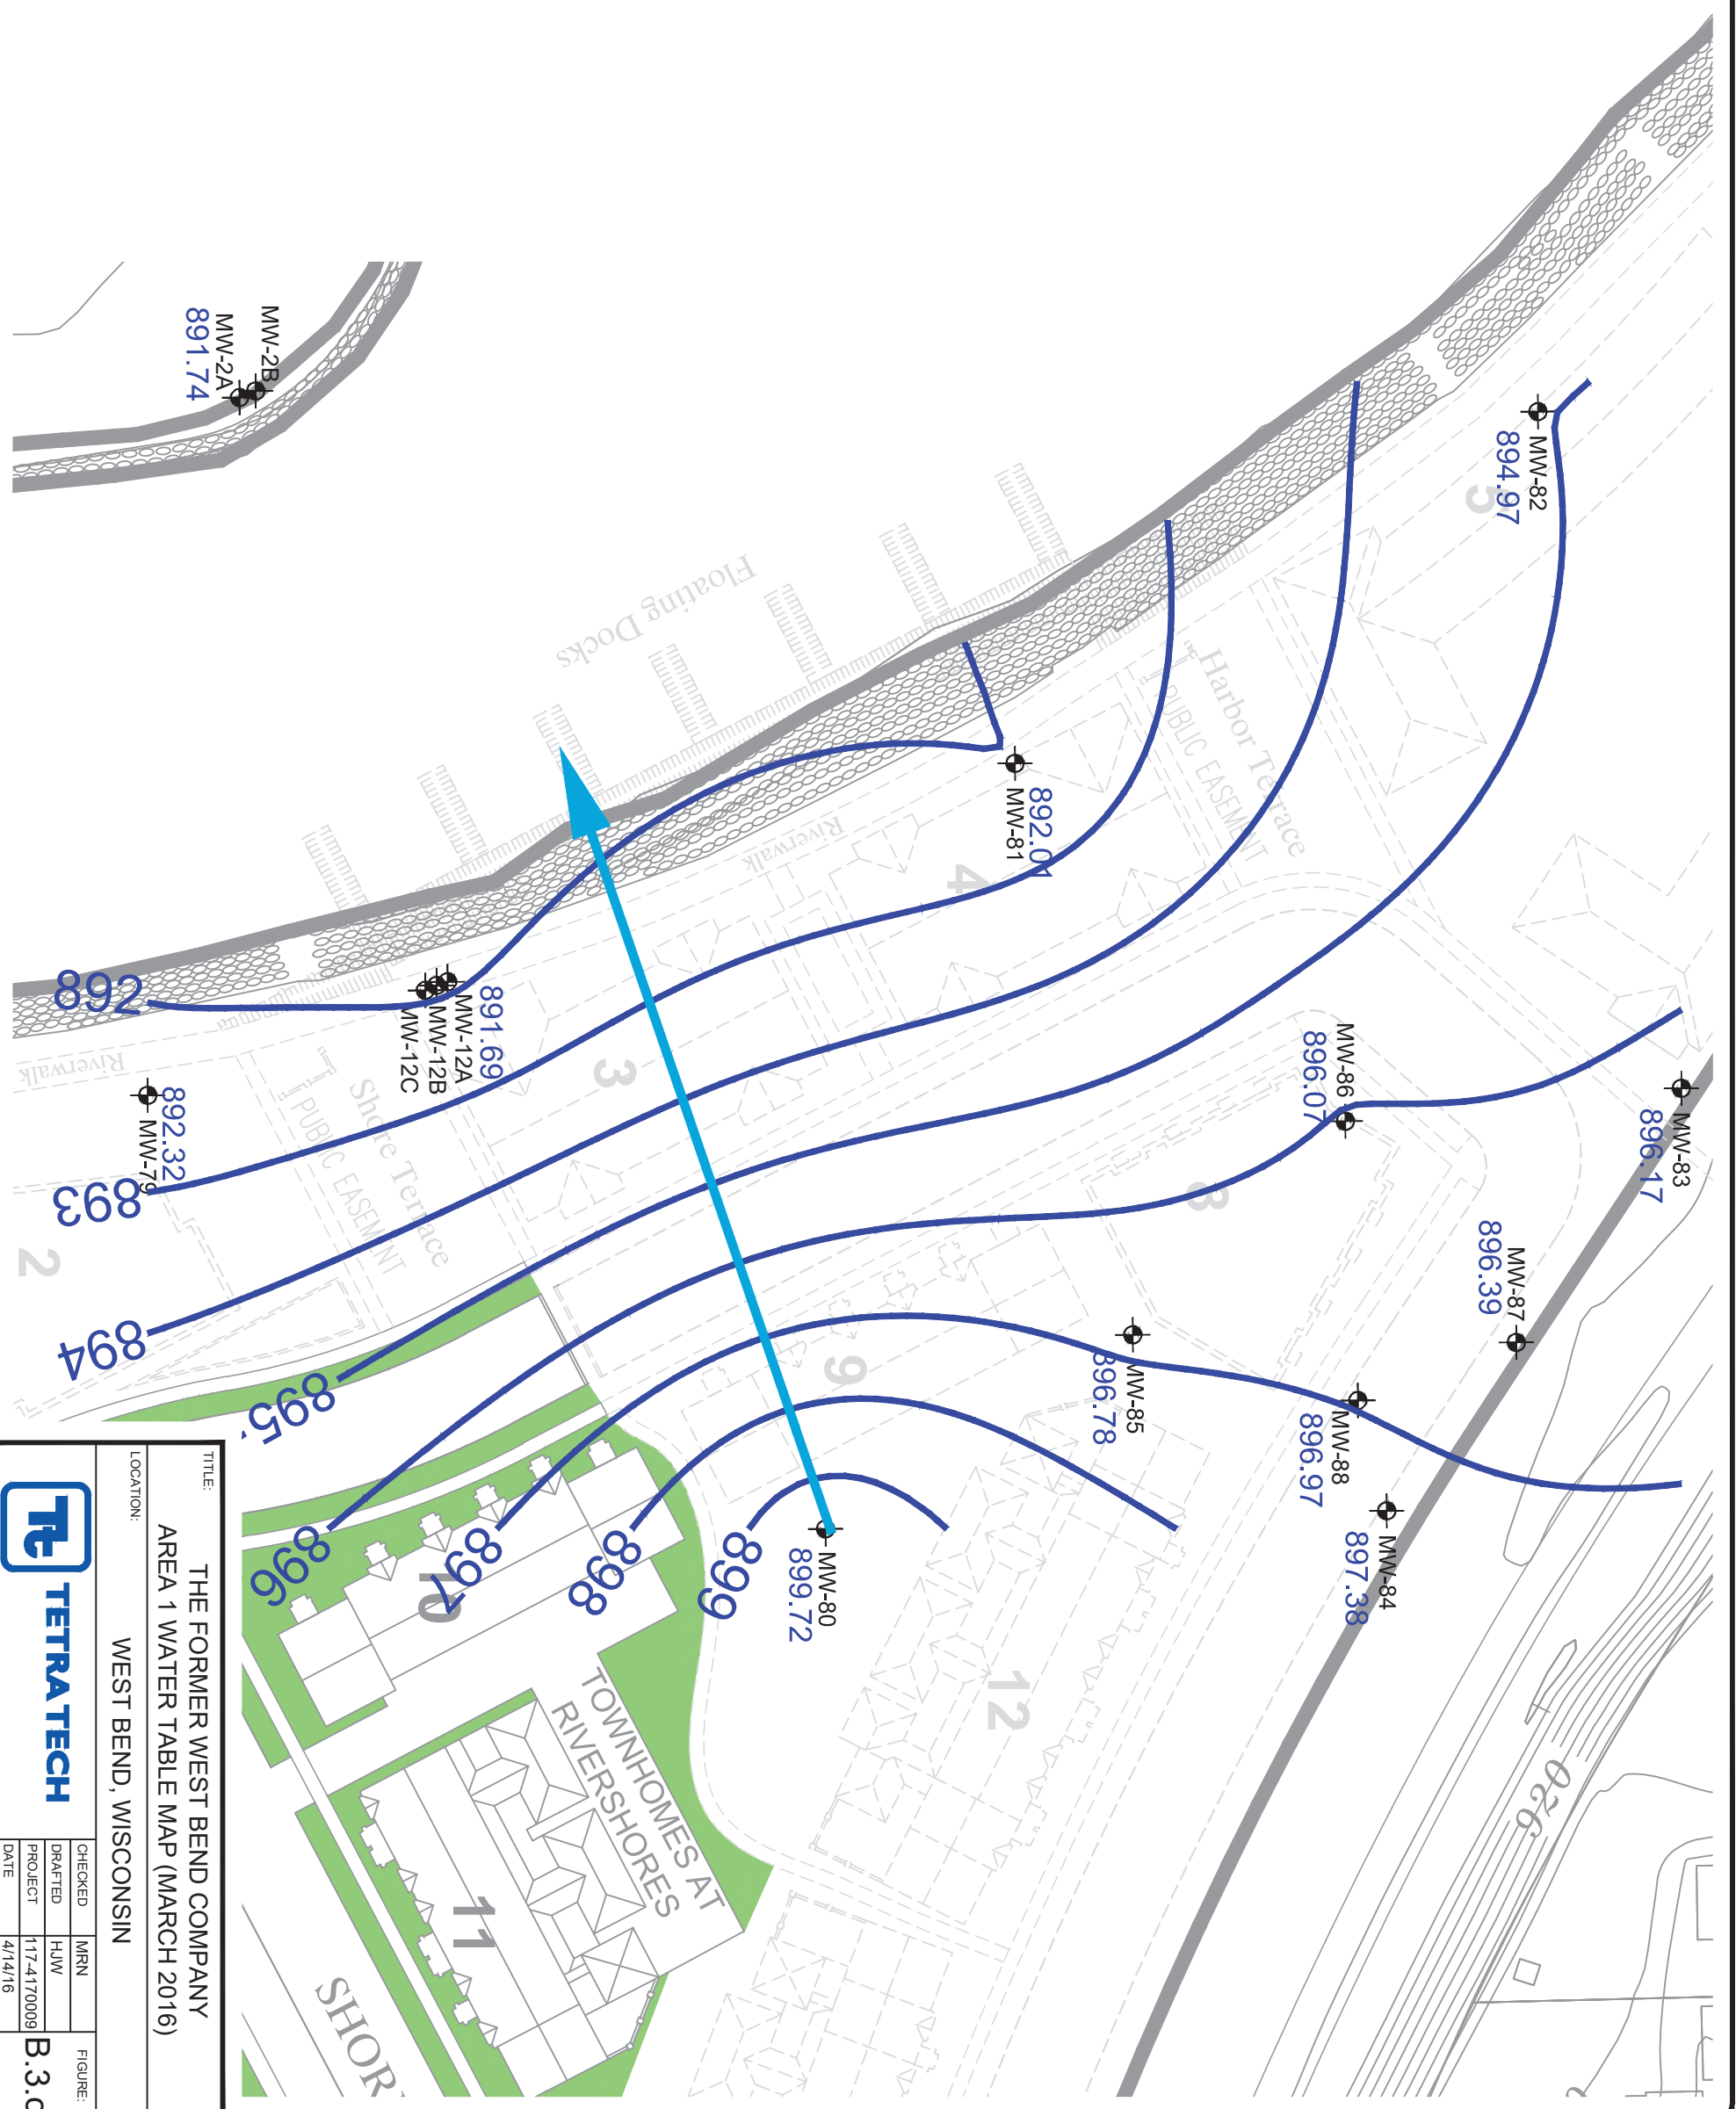 MW-82
894.97
5
MW-2B
MW-2A
891.74
Floating Docks
Harbor Terrace
PUBLIC EASEMENT
892.01
MW-81
Riverwalk
4
MW-83
896.17
MW-86
896.07
8
MW-87
896.39
891.69
MW-12A
MW-12B
MW-12C
3
892
Riverwalk
Shore Terrace
PUBLIC EASEMENT
892.32
MW-79
893
2
894
895
9
MW-85
896.78
MW-88
896.97
MW-84
897.38
MW-80
899.72
896
897
898
899
10
12
TOWNHOMES AT
RIVERSHORES
11
920
TITLE:
THE FORMER WEST BEND COMPANY
AREA 1 WATER TABLE MAP (MARCH 2016)
LOCATION:
WEST BEND, WISCONSIN
Tt
TETRA TECH
CHECKED MRN
DRAFTED HJW
PROJECT 117-4170009
DATE 4/14/16
FIGURE: